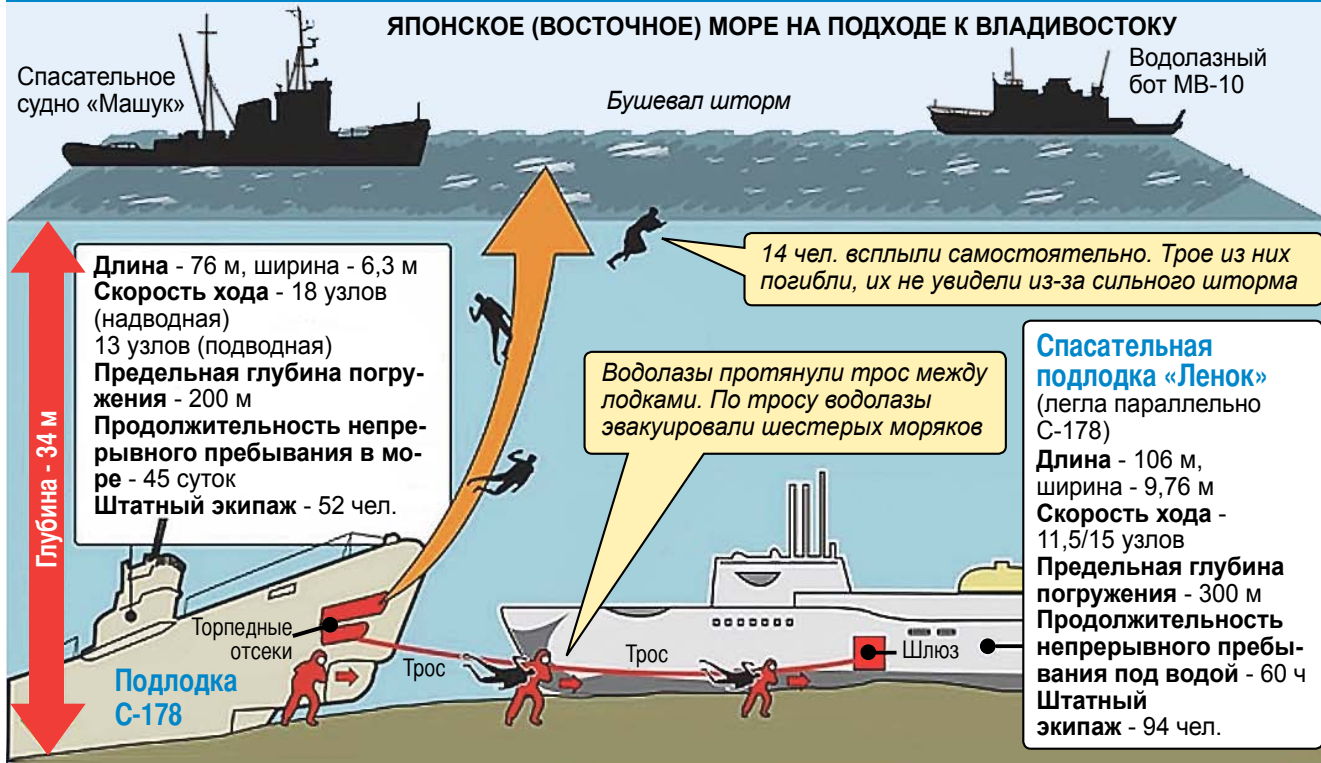 ЯПОНСКОЕ (ВОСТОЧНОЕ) МОРЕ НА ПОДХОДЕ К ВЛАДИВОСТОКУ
Спасательное
судно «Машук»
Бушевал шторм
Водолазный
бот МВ-10
14 чел. всплыли самостоятельно. Трое из них
погибли, их не увидели из-за сильного шторма
Длина - 76 м, ширина - 6,3 м
Скорость хода - 18 узлов
(надводная)
13 узлов (подводная)
Предельная глубина погру-
жения - 200 м
Продолжительность непре-
рывного пребывания в мо-
ре - 45 суток
Штатный экипаж - 52 чел.
Глубина - 34 м
Водолазы протянули трос между
лодками. По тросу водолазы
эвакуировали шестерых моряков
Спасательная
подлодка «Ленок»
(легла параллельно
С-178)
Длина - 106 м,
ширина - 9,76 м
Скорость хода -
11,5/15 узлов
Предельная глубина
погружения - 300 м
Продолжительность
непрерывного пребы-
вания под водой - 60 ч
Штатный
экипаж - 94 чел.
Торпедные
отсеки
Трос
Трос
Шлюз
Подлодка
С-178